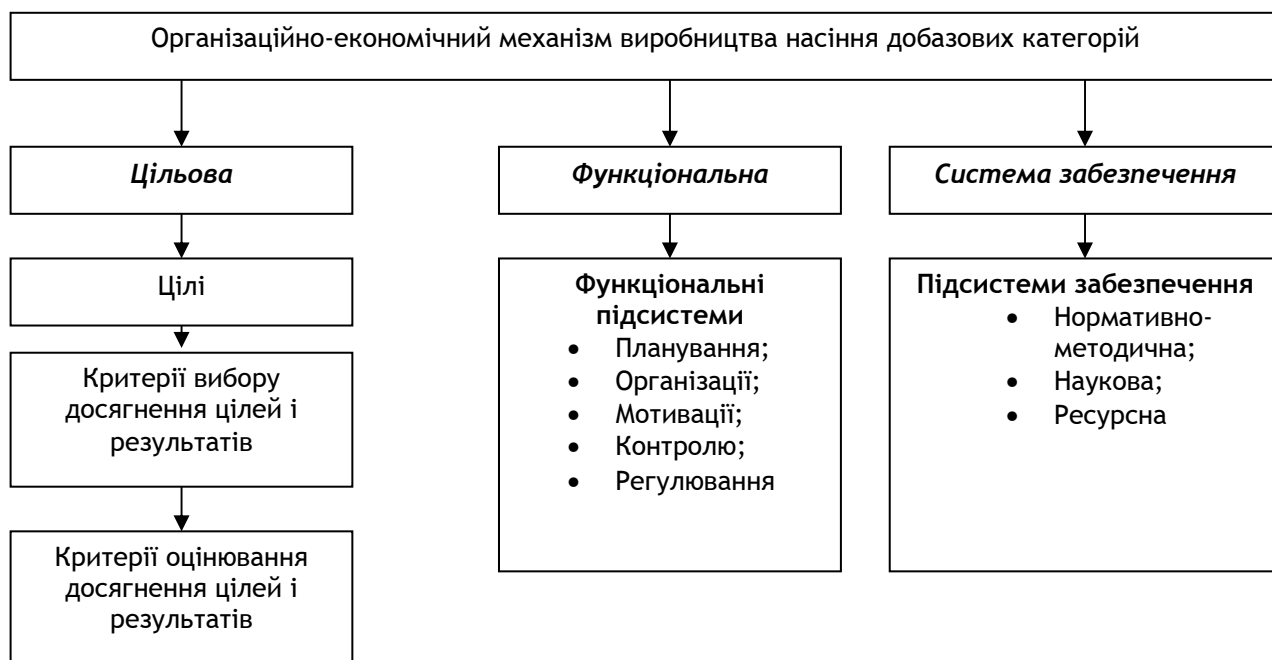 Організаційно-економічний механізм виробництва насіння добазових категорій
Цільова
Функціональна
Система забезпечення
Цілі
Критерії вибору
досягнення цілей і
результатів
Критерії оцінювання
досягнення цілей і
результатів
Функціональні
підсистеми
• Планування;
• Організації;
• Мотивації;
• Контролю;
• Регулювання
Підсистеми забезпечення
• Нормативно-
методична;
• Наукова;
• Ресурсна